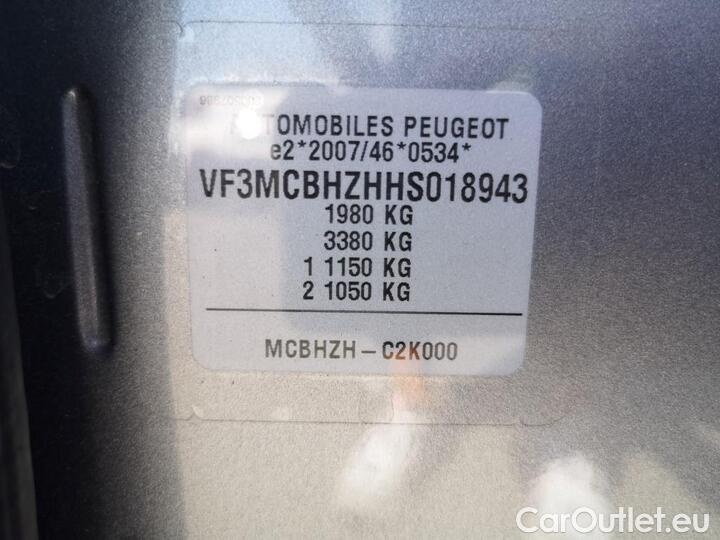 AUTOMOBILES PEUGEOT
e2*2007/46*0534*
VF3MCBHZHHS018943
1980 KG
3380 KG
1 1150 KG
2 1050 KG
MCBHZH – C2K000
CarOutlet.eu